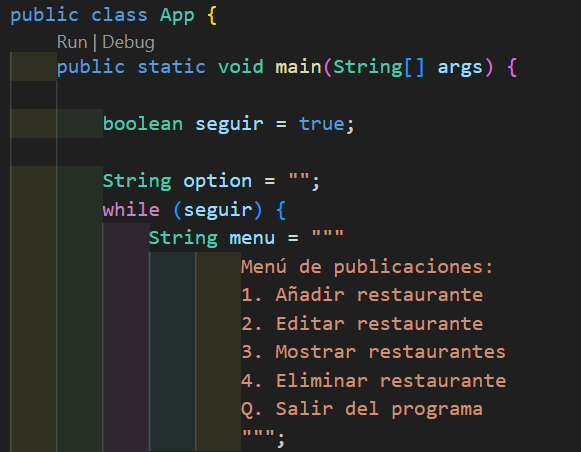 public class App {
Run | Debug
public static void main(String[] args) {
boolean seguir = true;
String option = "";
while (seguir) {
String menu = """
Menú de publicaciones:
1. Añadir restaurante
2. Editar restaurante
3. Mostrar restaurantes
4. Eliminar restaurante
Q. Salir del programa
""";